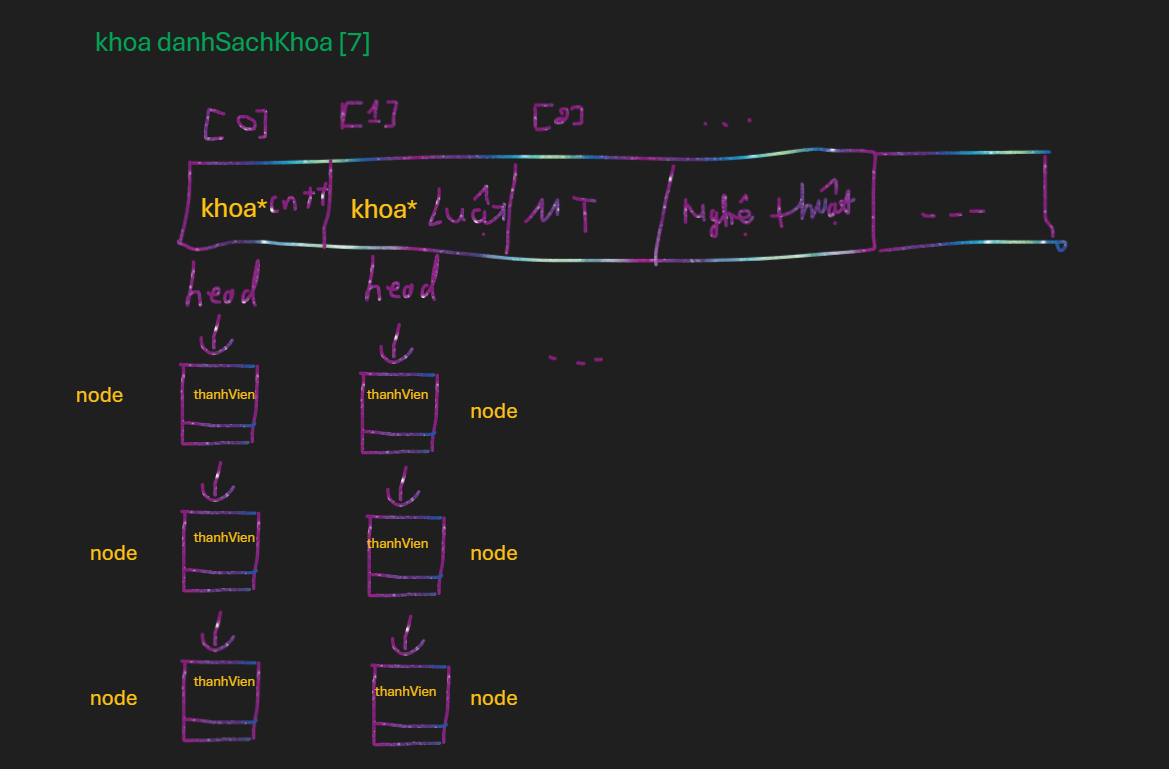 khoa danhSachKhoa [7]
[0] [1] [2] ...
khoa* cntt khoa* Luật MT Nghệ thuật ---
head head
---
node thanhVien thanhVien node
node thanhVien thanhVien node
node thanhVien thanhVien node